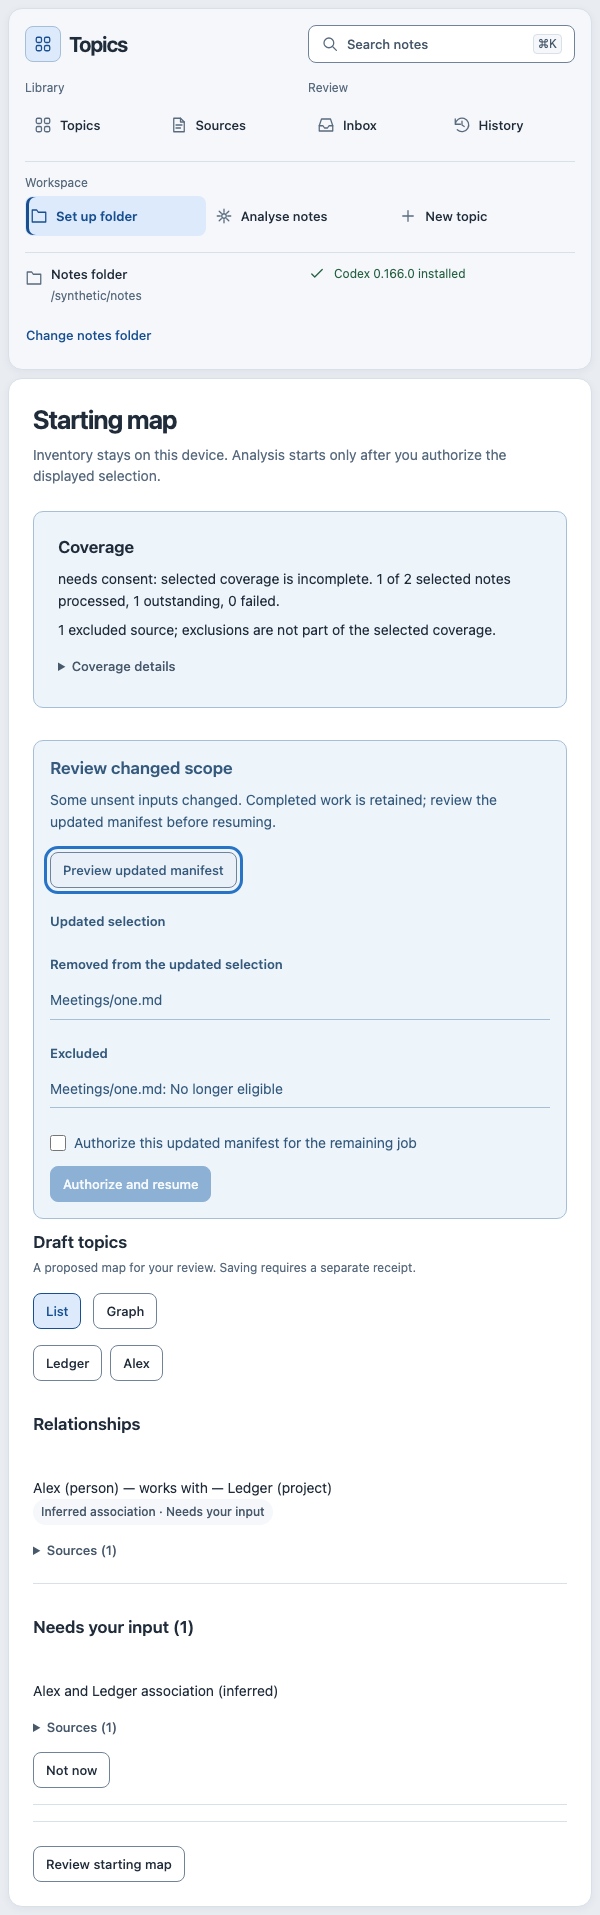 Topics
Search notes
⌘K
Library
Review
Topics
Sources
Inbox
History
Workspace
Set up folder
Analyse notes
New topic
Notes folder
/synthetic/notes
Codex 0.166.0 installed
Change notes folder
Starting map
Inventory stays on this device. Analysis starts only after you authorize the
displayed selection.
Coverage
needs consent: selected coverage is incomplete. 1 of 2 selected notes
processed, 1 outstanding, 0 failed.
1 excluded source; exclusions are not part of the selected coverage.
Coverage details
Review changed scope
Some unsent inputs changed. Completed work is retained; review the
updated manifest before resuming.
Preview updated manifest
Updated selection
Removed from the updated selection
Meetings/one.md
Excluded
Meetings/one.md: No longer eligible
Authorize this updated manifest for the remaining job
Authorize and resume
Draft topics
A proposed map for your review. Saving requires a separate receipt.
List
Graph
Ledger
Alex
Relationships
Alex (person) — works with — Ledger (project)
Inferred association · Needs your input
Sources (1)
Needs your input (1)
Alex and Ledger association (inferred)
Sources (1)
Not now
Review starting map